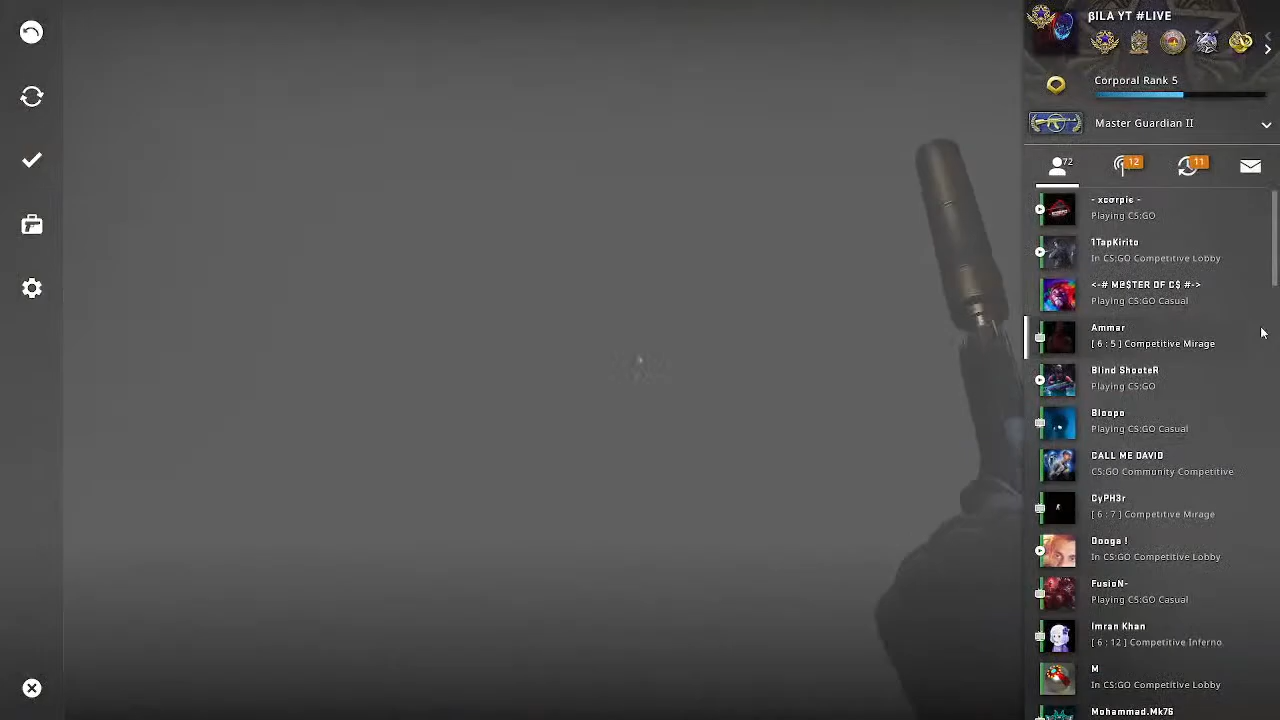 βILA YT #LIVE
Corporal Rank 5
Master Guardian II
72
12
11
- xcorpie -
Playing CS:GO
1TapKirito
In CS:GO Competitive Lobby
<-# MB$TER OF C$ #->
Playing CS:GO Casual
Ammar
[ 6 : 5 ] Competitive Mirage
Blind ShooteR
Playing CS:GO
Bloopo
Playing CS:GO Casual
CALL ME DAVID
CS:GO Community Competitive
CyPH3r
[ 6 : 7 ] Competitive Mirage
Dooga !
In CS:GO Competitive Lobby
FusioN-
Playing CS:GO Casual
Imran Khan
[ 6 : 12 ] Competitive Inferno
M
In CS:GO Competitive Lobby
Mohammad.Mk76